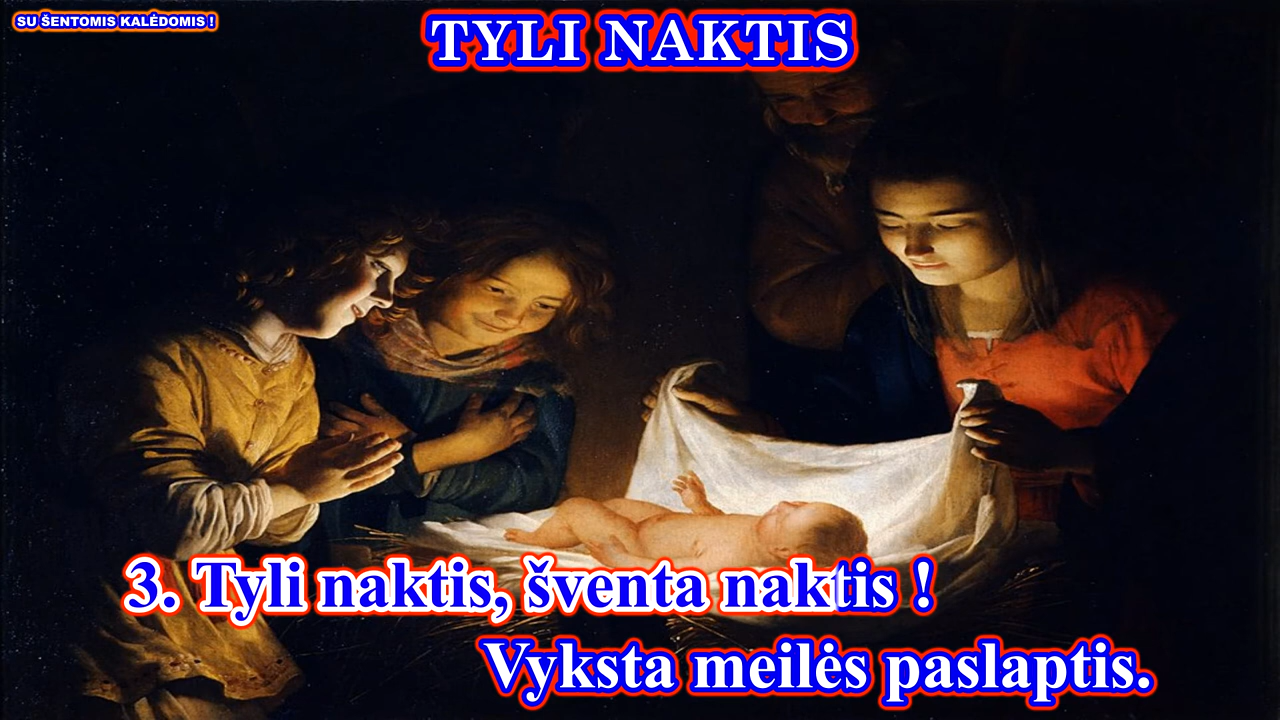 SU ŠENTOMIS KALĖDOMIS !
TYLI NAKTIS
3. Tyli naktis, šventa naktis !
Vyksta meilės paslaptis.